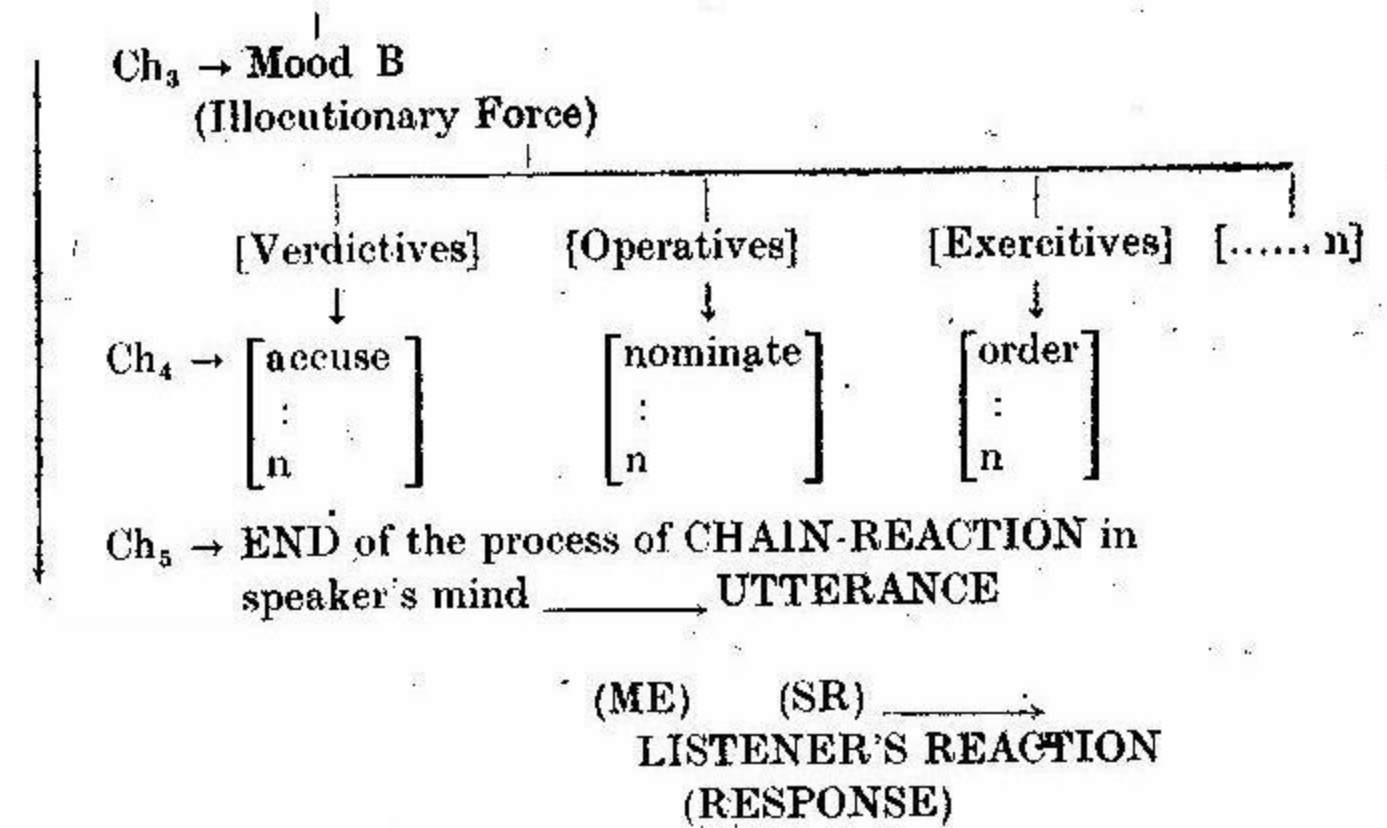 Ch₃ → Mood B
(Illocutionary Force)
[Verdictives] {Operatives] [Exercitives] [...... n]
Ch₄ → [accuse ] [nominate] [order]
: : :
n n n
Ch₅ → END of the process of CHAIN-REACTION in
speaker's mind → UTTERANCE
(ME) (SR) →
LISTENER'S REACTION
(RESPONSE)